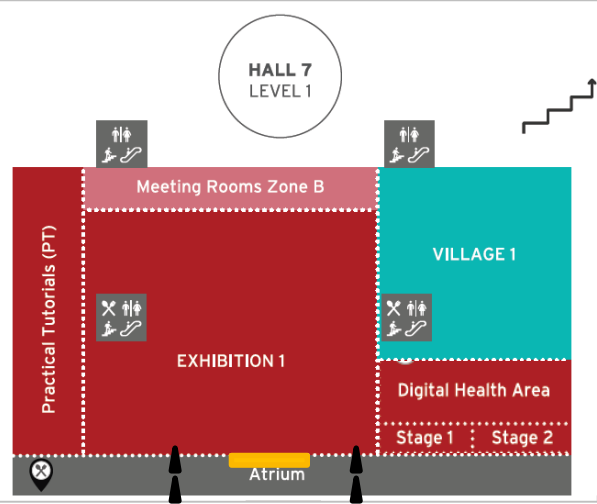 HALL 7
LEVEL 1
Meeting Rooms Zone B
Practical Tutorials (PT)
VILLAGE 1
EXHIBITION 1
Digital Health Area
Stage 1
Stage 2
Atrium